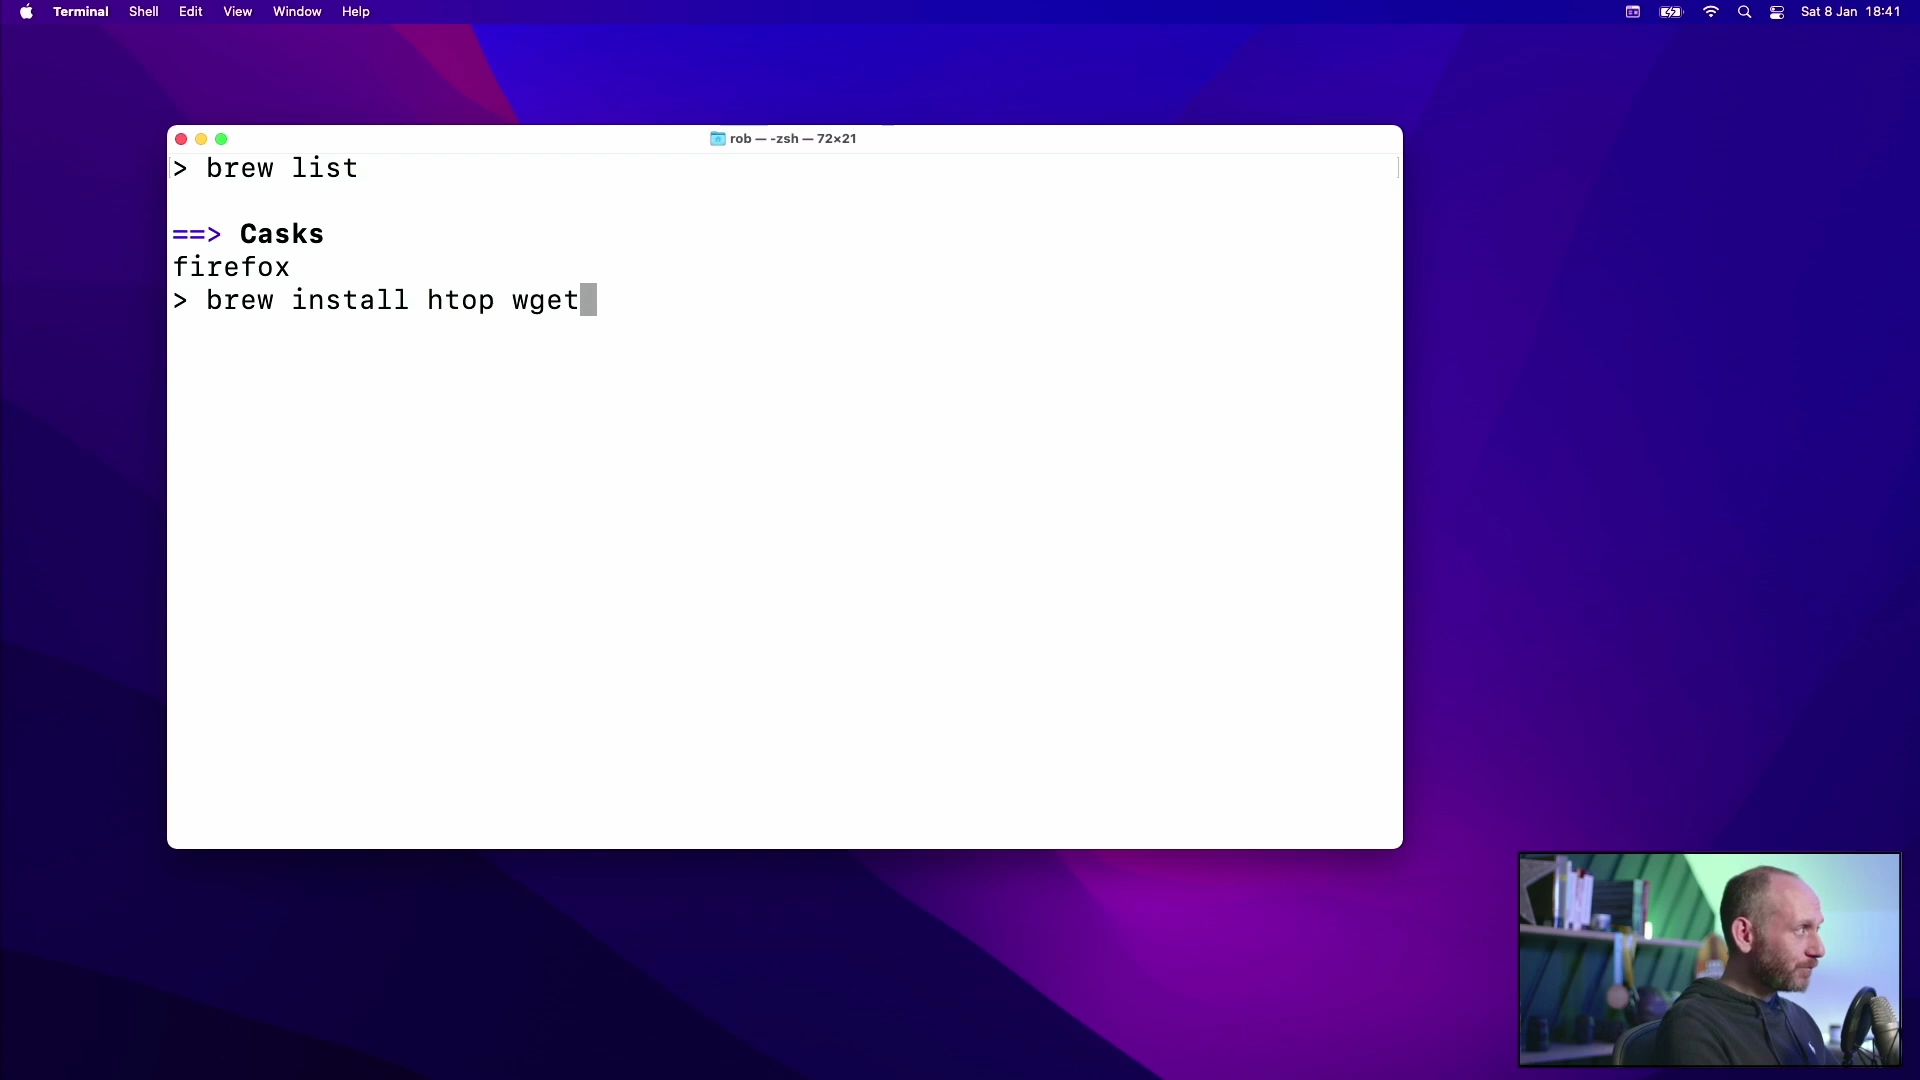 Terminal Shell Edit View Window Help Sat 8 Jan 18:41
rob — -zsh — 72×21
> brew list
==> Casks
firefox
> brew install htop wget